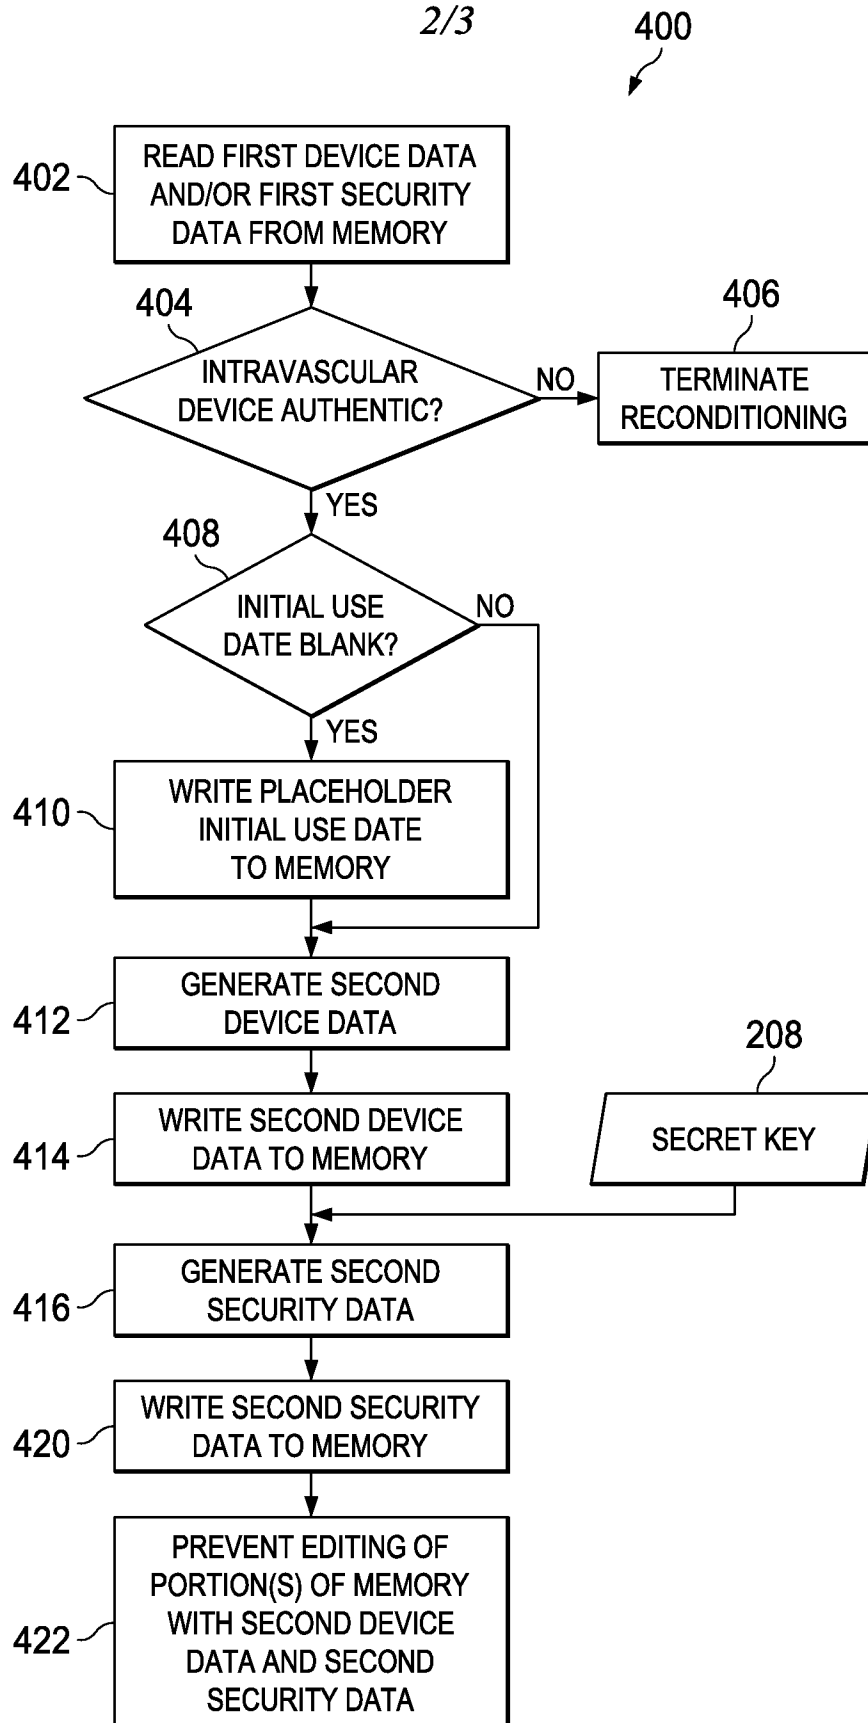 2/3
400
402
READ FIRST DEVICE DATA
AND/OR FIRST SECURITY
DATA FROM MEMORY
404
INTRAVASCULAR
DEVICE AUTHENTIC?
NO
406
TERMINATE
RECONDITIONING
YES
408
INITIAL USE
DATE BLANK?
NO
YES
410
WRITE PLACEHOLDER
INITIAL USE DATE
TO MEMORY
412
GENERATE SECOND
DEVICE DATA
414
WRITE SECOND DEVICE
DATA TO MEMORY
208
SECRET KEY
416
GENERATE SECOND
SECURITY DATA
420
WRITE SECOND SECURITY
DATA TO MEMORY
422
PREVENT EDITING OF
PORTION(S) OF MEMORY
WITH SECOND DEVICE
DATA AND SECOND
SECURITY DATA